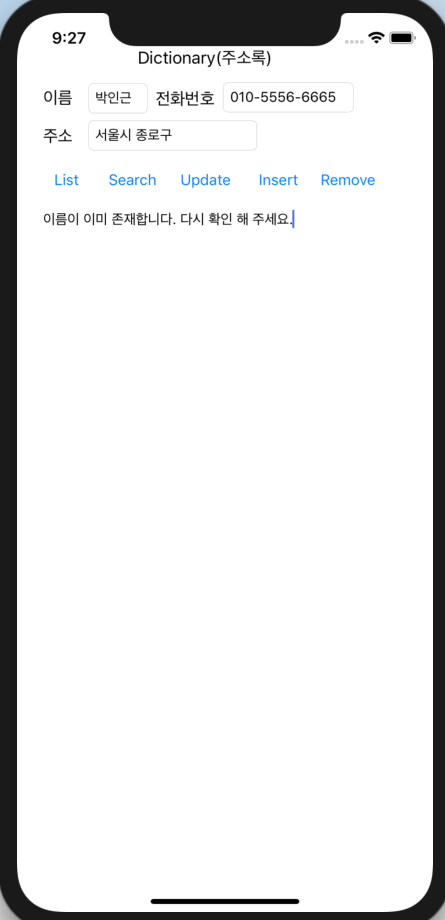 9:27
Dictionary(주소록)
이름 박인근 전화번호 010-5556-6665
주소 서울시 종로구
List Search Update Insert Remove
이름이 이미 존재합니다. 다시 확인 해 주세요.